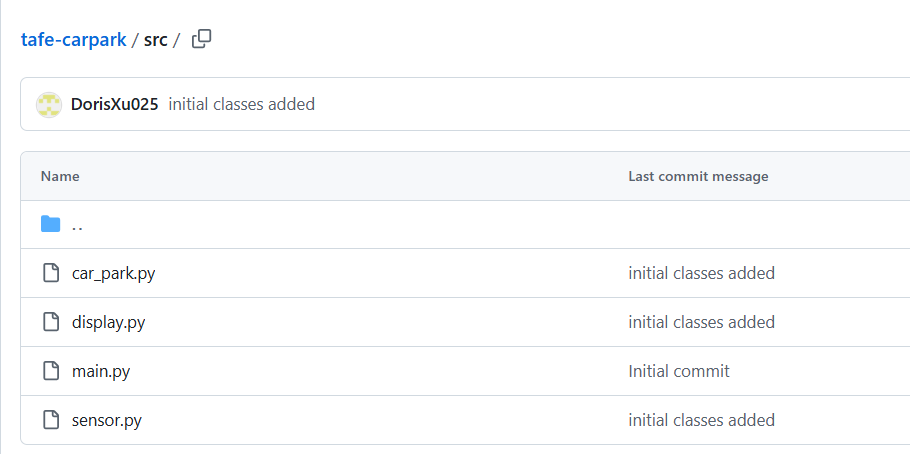 tafe-carpark / src /
DorisXu025 initial classes added
Name Last commit message
..
car_park.py initial classes added
display.py initial classes added
main.py Initial commit
sensor.py initial classes added